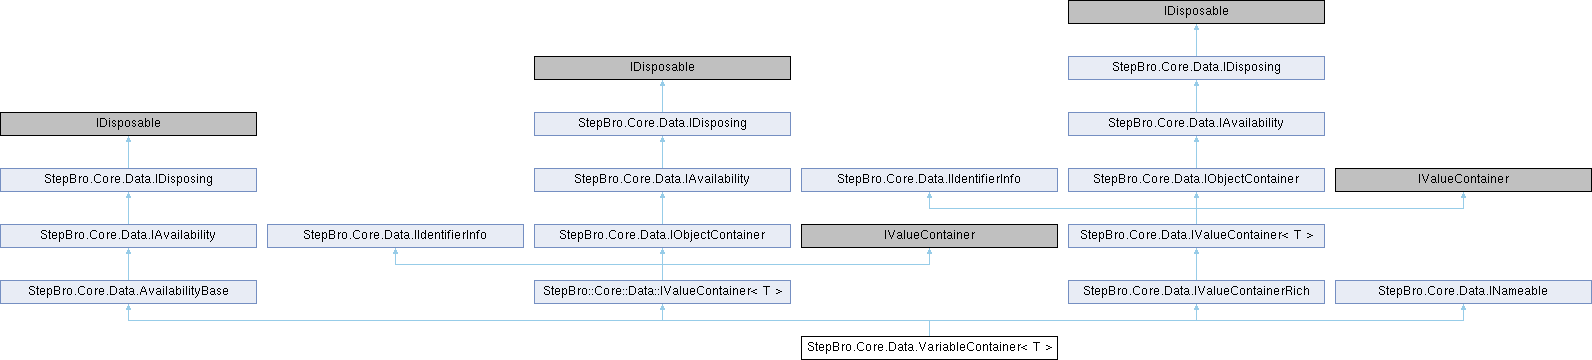 IDisposable
IDisposable
StepBro.Core.Data.IDisposing
IDisposable
StepBro.Core.Data.IDisposing
StepBro.Core.Data.IAvailability
StepBro.Core.Data.IDisposing
StepBro.Core.Data.IAvailability
StepBro.Core.Data.IIdentifierInfo
StepBro.Core.Data.IObjectContainer
IValueContainer
StepBro.Core.Data.IAvailability
StepBro.Core.Data.IIdentifierInfo
StepBro.Core.Data.IObjectContainer
IValueContainer
StepBro.Core.Data.IValueContainer< T >
StepBro.Core.Data.AvailabilityBase
StepBro::Core::Data::IValueContainer< T >
StepBro.Core.Data.IValueContainerRich
StepBro.Core.Data.INameable
StepBro.Core.Data.VariableContainer< T >